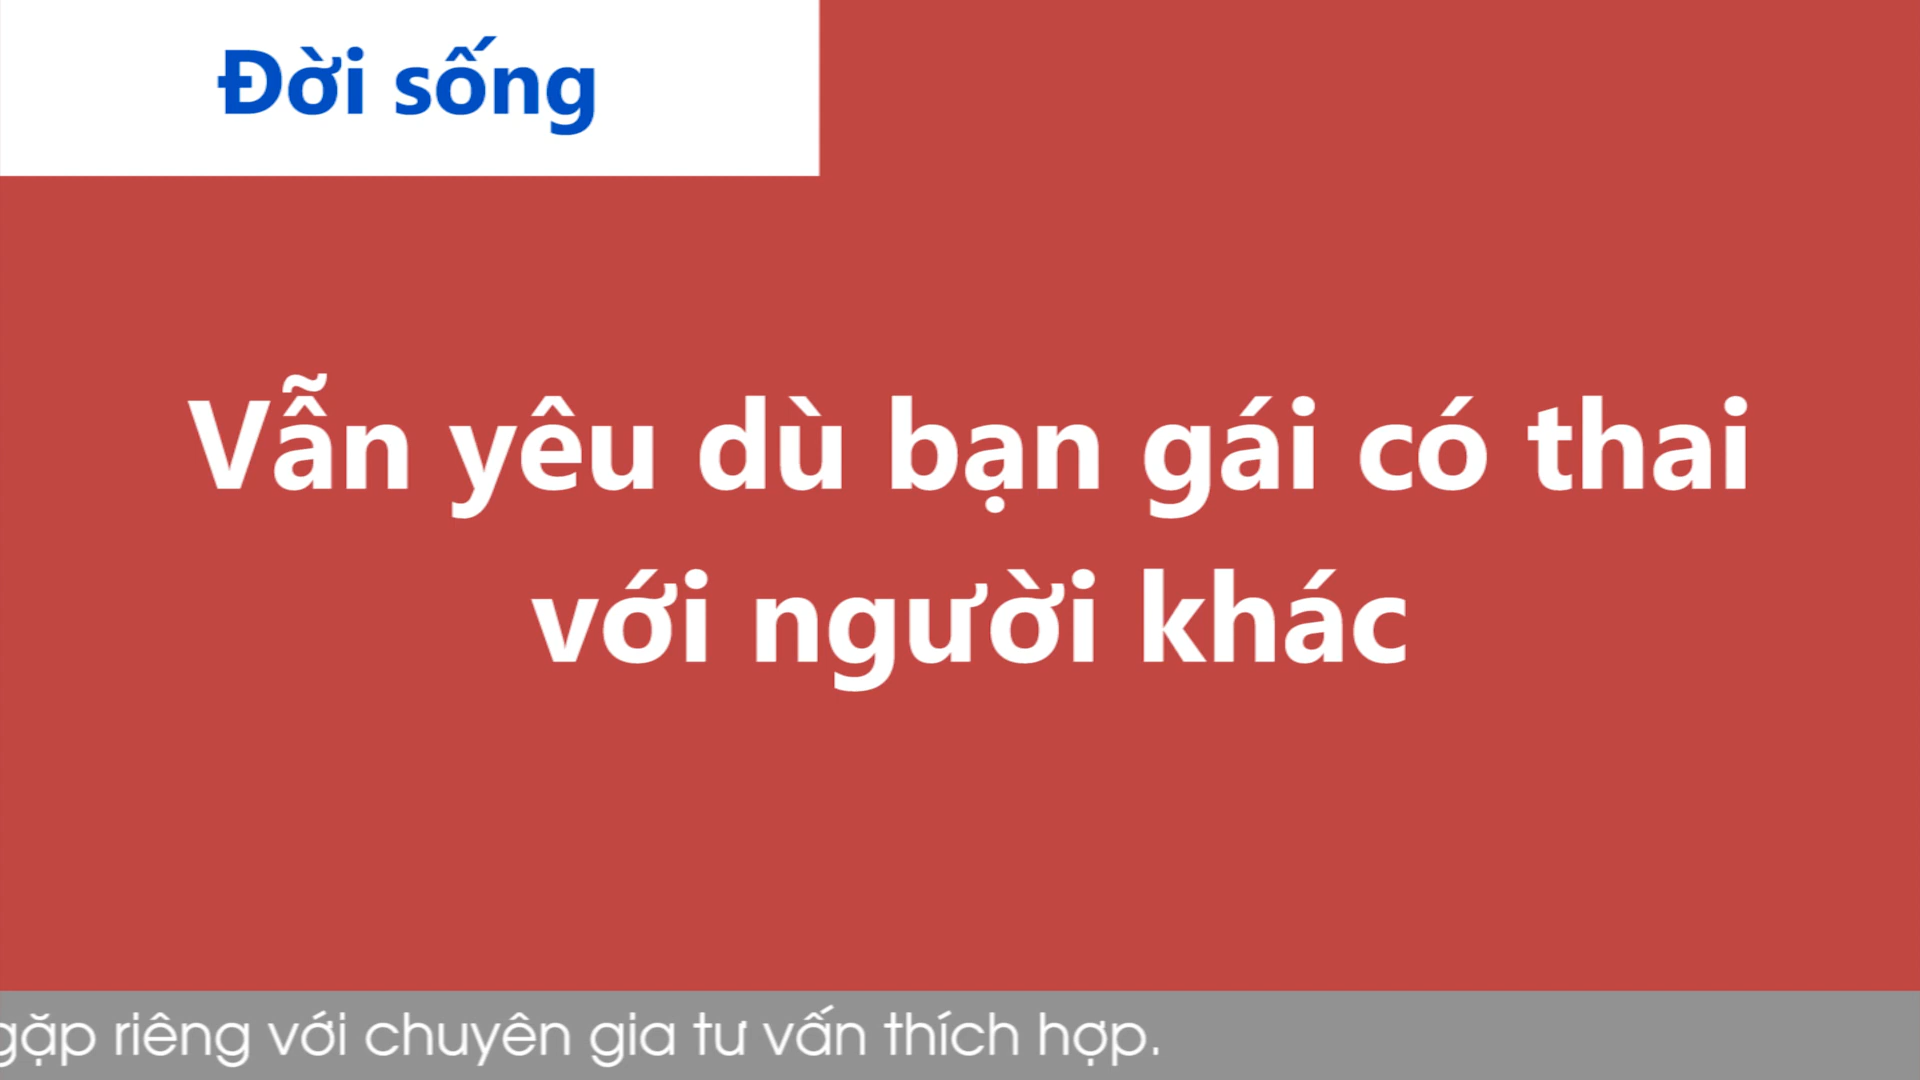 Đời sống
Vẫn yêu dù bạn gái có thai
với người khác
gặp riêng với chuyên gia tư vấn thích hợp.